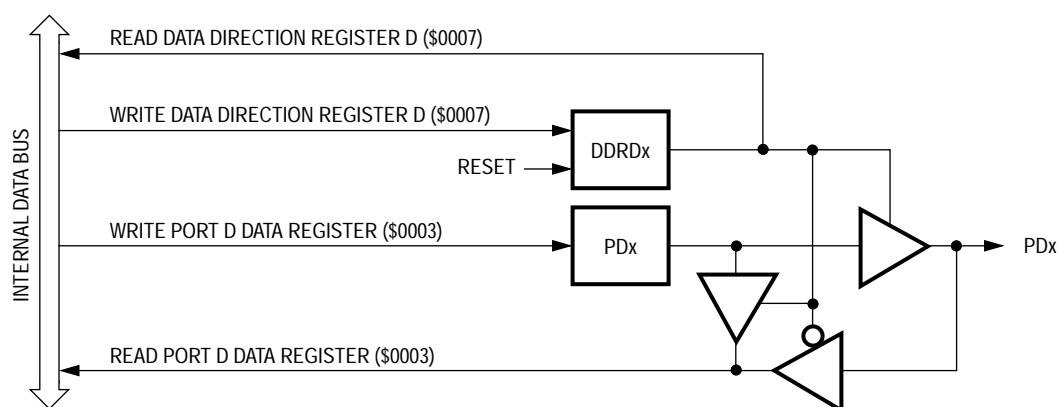 READ DATA DIRECTION REGISTER D ($0007)
WRITE DATA DIRECTION REGISTER D ($0007)
DDRDx
RESET
INTERNAL DATA BUS
WRITE PORT D DATA REGISTER ($0003)
PDx
PDx
READ PORT D DATA REGISTER ($0003)